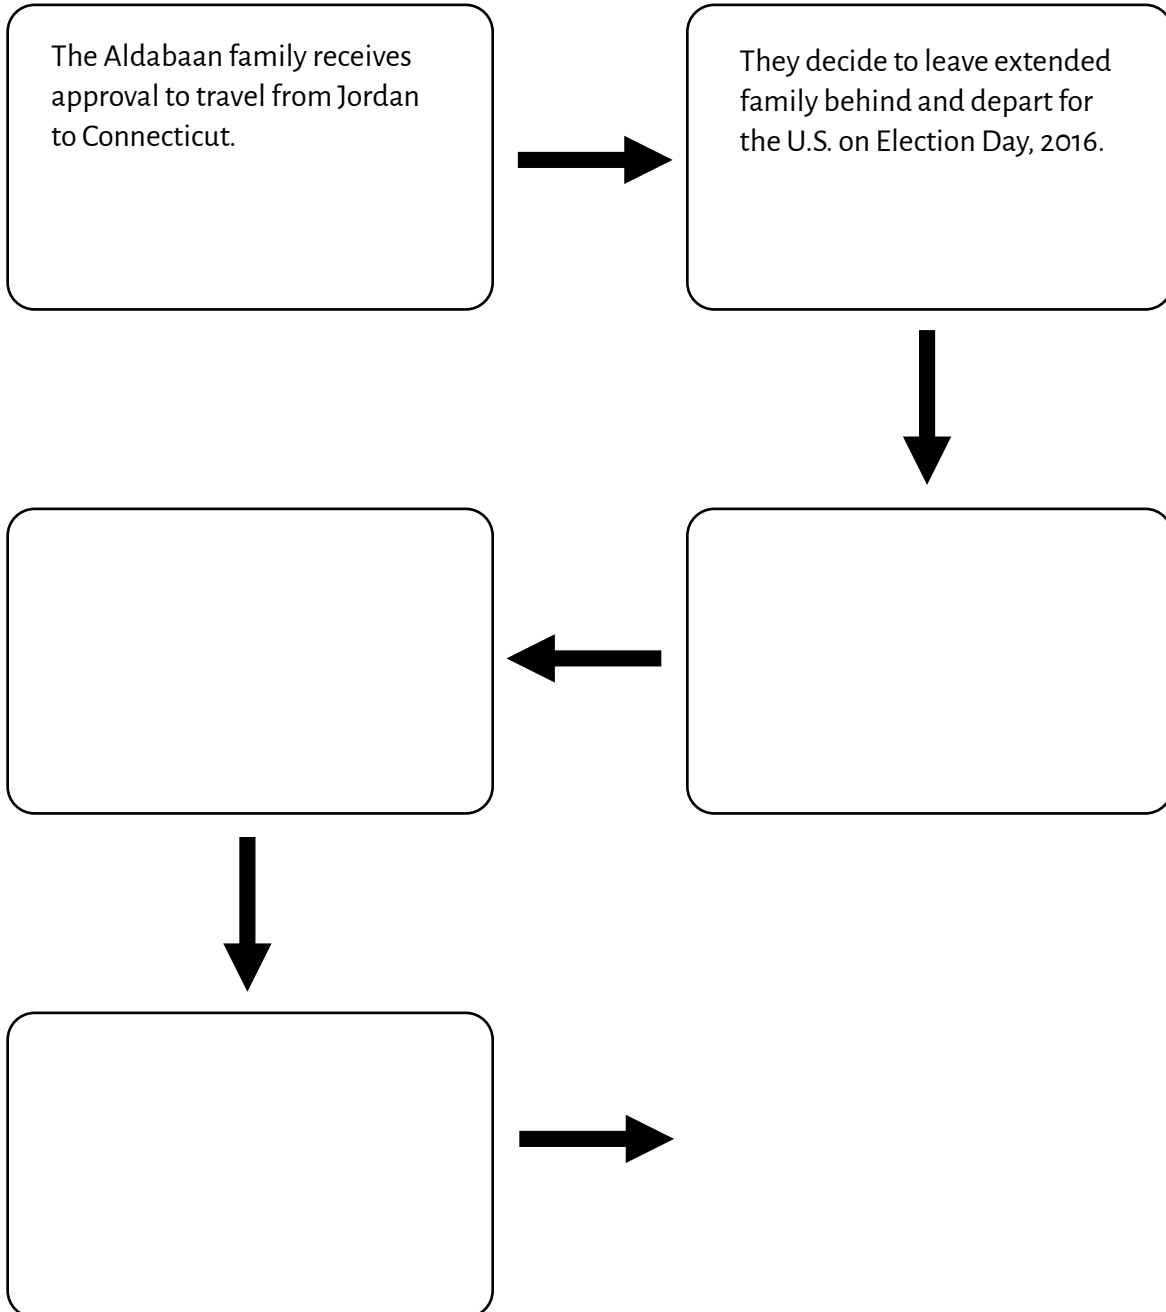 The Aldabaan family receives
approval to travel from Jordan
to Connecticut.
They decide to leave extended
family behind and depart for
the U.S. on Election Day, 2016.